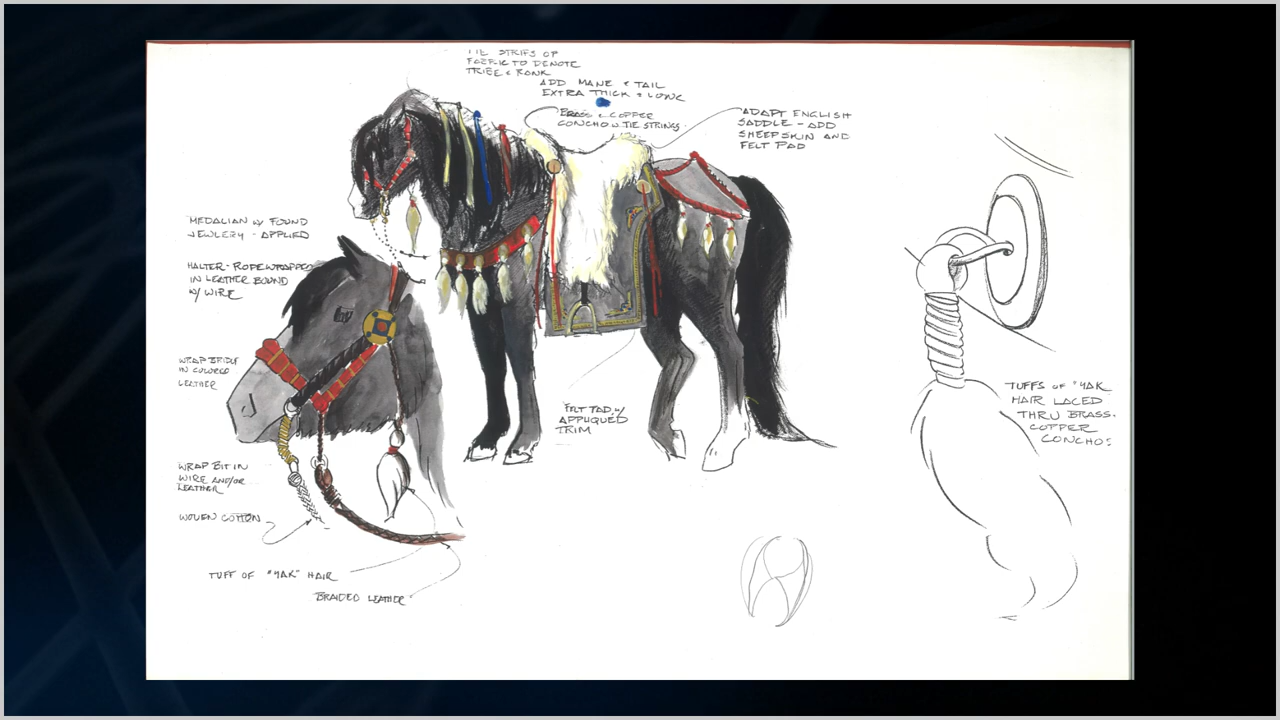 TIE STRIPS OF
FABRIC TO DENOTE
TRIBE & RANK
ADD MANE & TAIL
EXTRA THICK & LONG
BRASS & COPPER
CONCHO W/ TIE STRINGS
ADAPT ENGLISH
SADDLE - ADD
SHEEPSKIN AND
FELT PAD
MEDALIAN W/ FOUND
JEWLERY - APPLIED
HALTER - ROPE WRAPPED
IN LEATHER BOUND
W/ WIRE
WRAP BRIDLE
IN COLORED
LEATHER
FELT PAD W/
APPLIQUÉD
TRIM
TUFFS OF "YAK
HAIR LACED
THRU BRASS.
COPPER
CONCHOS
WRAP BIT IN
WIRE AND/OR
LEATHER
WOVEN COTTON
TUFF OF "YAK" HAIR
BRAIDED LEATHER